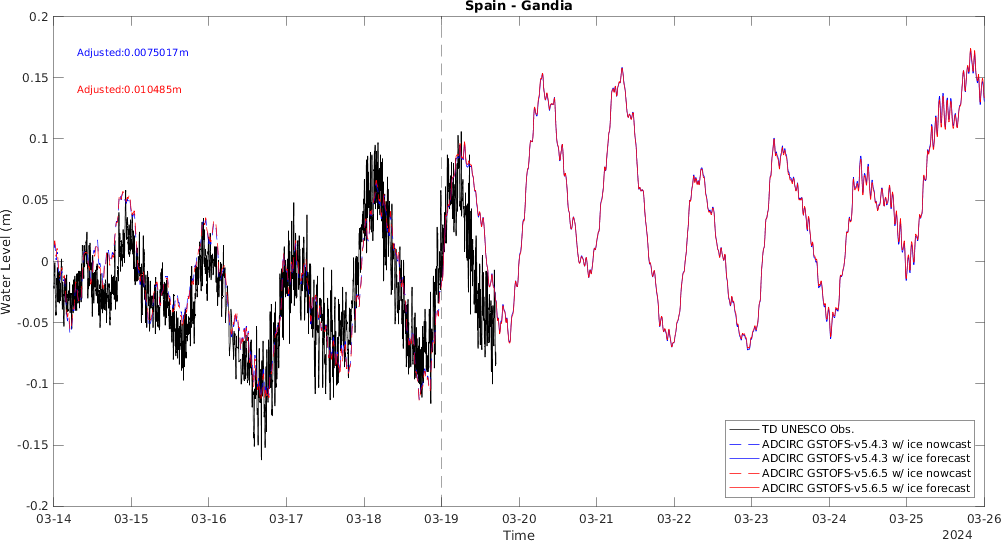 Spain - Gandia
0.2
0.15
0.1
0.05
0
-0.05
-0.1
-0.15
-0.2
Water Level (m)
Adjusted:0.0075017m
Adjusted:0.010485m
TD UNESCO Obs.
ADCIRC GSTOFS-v5.4.3 w/ ice nowcast
ADCIRC GSTOFS-v5.4.3 w/ ice forecast
ADCIRC GSTOFS-v5.6.5 w/ ice nowcast
ADCIRC GSTOFS-v5.6.5 w/ ice forecast
03-14 03-15 03-16 03-17 03-18 03-19 03-20 03-21 03-22 03-23 03-24 03-25 03-26
Time
2024